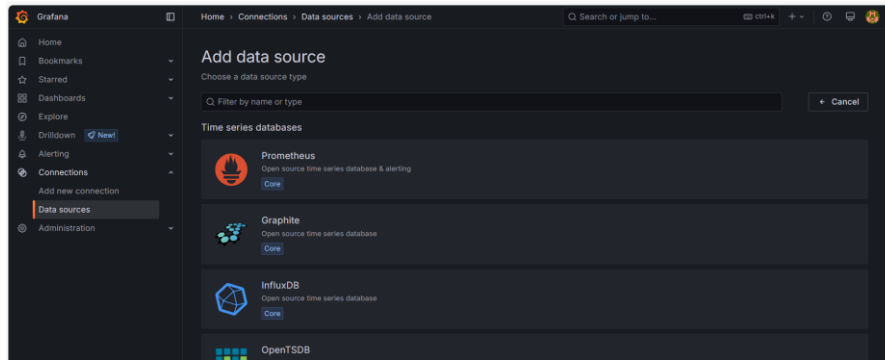 Grafana
Home › Connections › Data sources › Add data source
Search or jump to...
ctrl+k
Home
Bookmarks
Starred
Dashboards
Explore
Drilldown New!
Alerting
Connections
Add new connection
Data sources
Administration
Add data source
Choose a data source type
Filter by name or type
Cancel
Time series databases
Prometheus
Open source time series database & alerting
Core
Graphite
Open source time series database
Core
InfluxDB
Open source time series database
Core
OpenTSDB